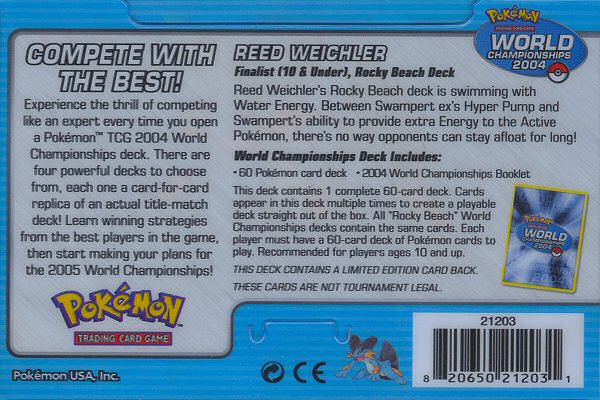 COMPETE WITH
THE BEST!
Experience the thrill of competing
like an expert every time you open
a Pokémon™ TCG 2004 World
Championships deck. There are
four powerful decks to choose
from, each one a card-for-card
replica of an actual title-match
deck! Learn winning strategies
from the best players in the game,
then start making your plans for
the 2005 World Championships!
POKéMON
TRADING CARD GAME
Pokémon USA, Inc.
REED WEICHLER
Finalist (10 & Under), Rocky Beach Deck
Reed Weichler's Rocky Beach deck is swimming with
Water Energy. Between Swampert ex's Hyper Pump and
Swampert's ability to provide extra Energy to the Active
Pokémon, there's no way opponents can stay afloat for long!
World Championships Deck Includes:
• 60 Pokémon card deck • 2004 World Championships Booklet
This deck contains 1 complete 60-card deck. Cards
appear in this deck multiple times to create a playable
deck straight out of the box. All "Rocky Beach" World
Championships decks contain the same cards. Each
player must have a 60-card deck of Pokémon cards to
play. Recommended for players ages 10 and up.
THIS DECK CONTAINS A LIMITED EDITION CARD BACK.
THESE CARDS ARE NOT TOURNAMENT LEGAL.
POKéMON
TRADING CARD GAME
WORLD
CHAMPIONSHIPS
2004
POKéMON
WORLD
CHAMPIONSHIPS
2004
0-3
CE
21203
8 20650 21203 1